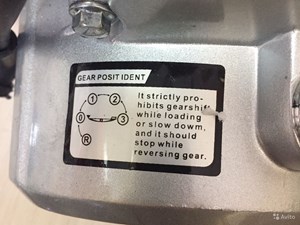 GEAR POSIT IDENT
1 2
0 3
R
It strictly pro-
hibits gearshift
while loading
or slow dowm,
and it should
stop while
reversing gear.
Avito